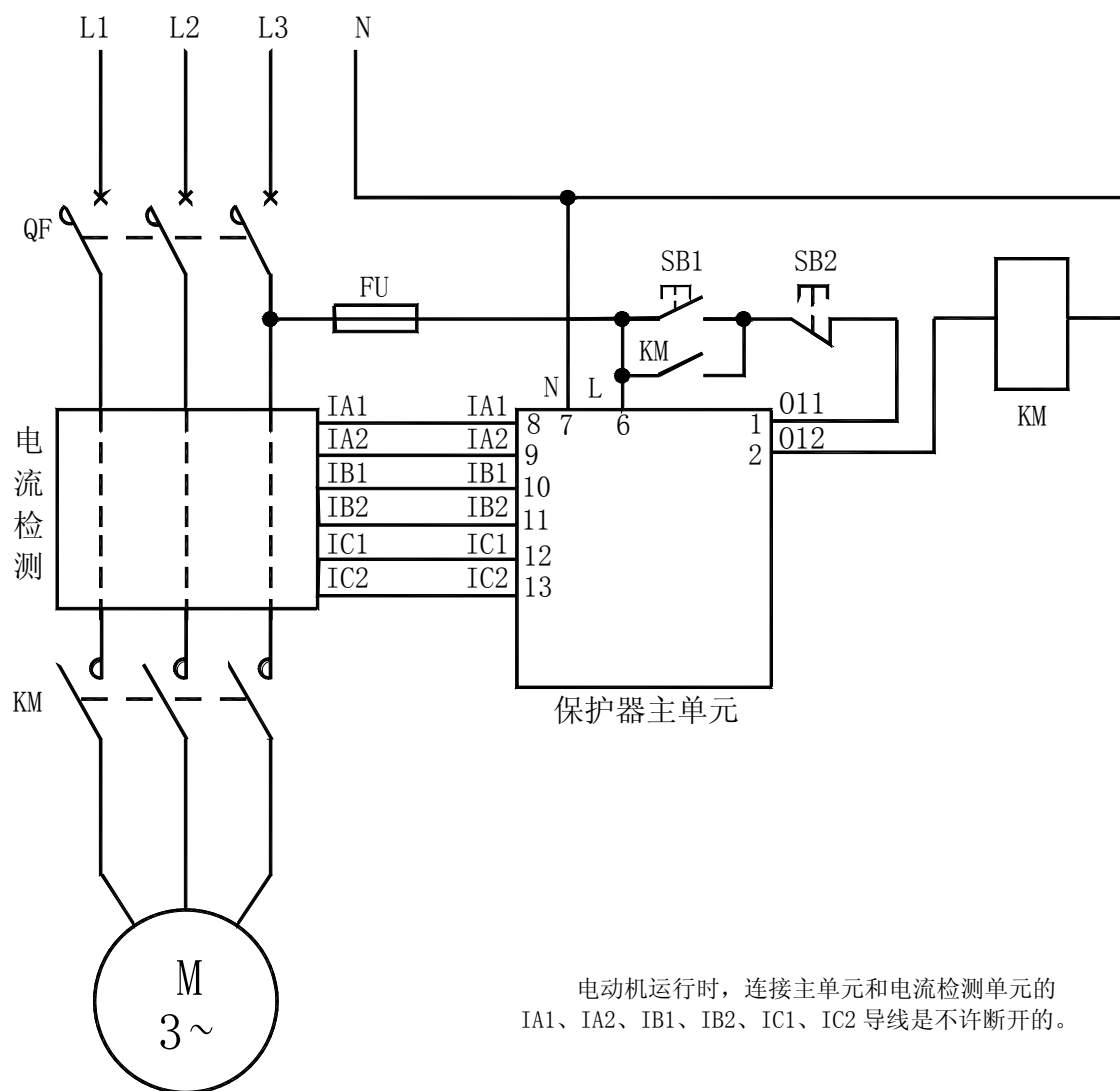 L1 L2 L3 N
QF
FU
SB1 SB2
KM
N L
KM
IA1 IA1 8 7 6 1 O11
IA2 IA2 9 2 O12
IB1 IB1 10
IB2 IB2 11
IC1 IC1 12
IC2 IC2 13
电流检测
KM
保护器主单元
M
3~
电动机运行时，连接主单元和电流检测单元的
IA1、IA2、IB1、IB2、IC1、IC2 导线是不许断开的。